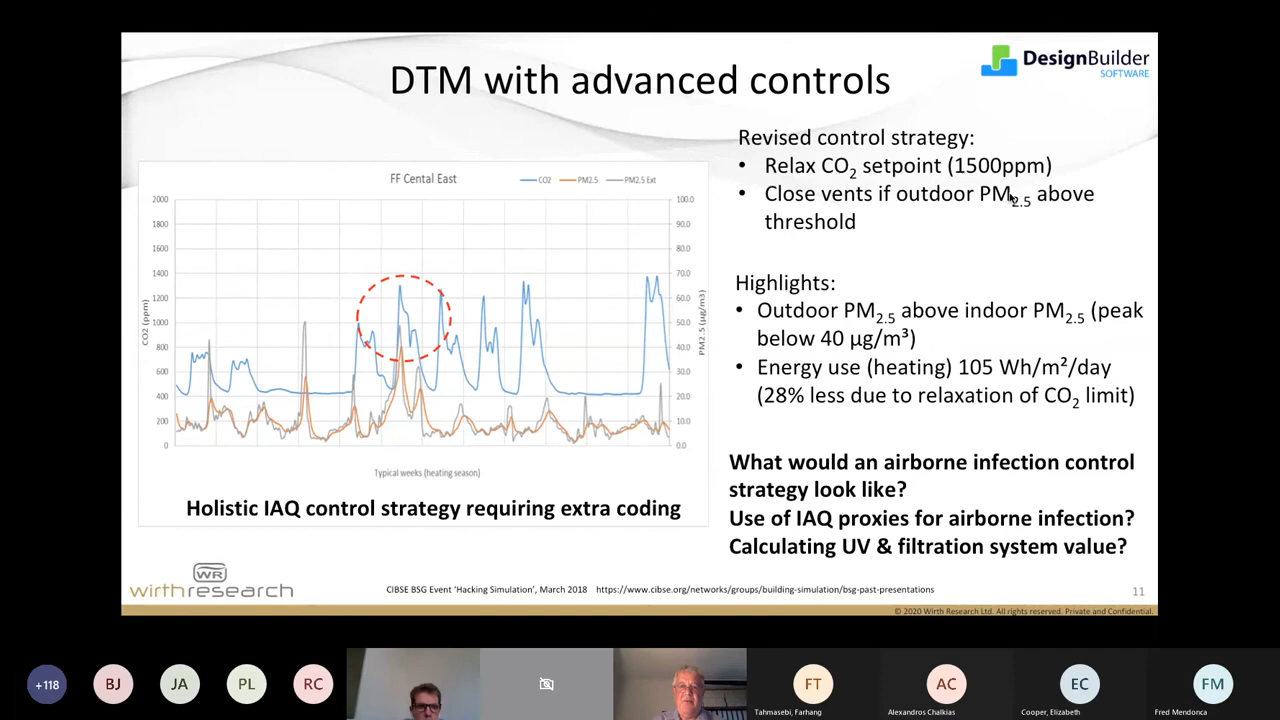 DTM with advanced controls
DesignBuilder
SOFTWARE
FF Cental East
CO2
PM2.5
PM2.5 Ext
2000
1800
1600
1400
1200
1000
800
600
400
200
0
CO2 (ppm)
100.0
90.0
80.0
70.0
60.0
50.0
40.0
30.0
20.0
10.0
0.0
PM2.5 (µg/m3)
Typical weeks (heating season)
Holistic IAQ control strategy requiring extra coding
Revised control strategy:
• Relax CO₂ setpoint (1500ppm)
• Close vents if outdoor PM₂.₅ above
threshold
Highlights:
• Outdoor PM₂.₅ above indoor PM₂.₅ (peak
below 40 µg/m³)
• Energy use (heating) 105 Wh/m²/day
(28% less due to relaxation of CO₂ limit)
What would an airborne infection control
strategy look like?
Use of IAQ proxies for airborne infection?
Calculating UV & filtration system value?
WR
wirthresearch
CIBSE BSG Event 'Hacking Simulation', March 2018 https://www.cibse.org/networks/groups/building-simulation/bsg-past-presentations
11
© 2020 Wirth Research Ltd. All rights reserved. Private and Confidential.
+118
BJ
JA
PL
RC
FT
AC
EC
FM
Tahmasebi, Farhang
Alexandros Chalkias
Cooper, Elizabeth
Fred Mendonca